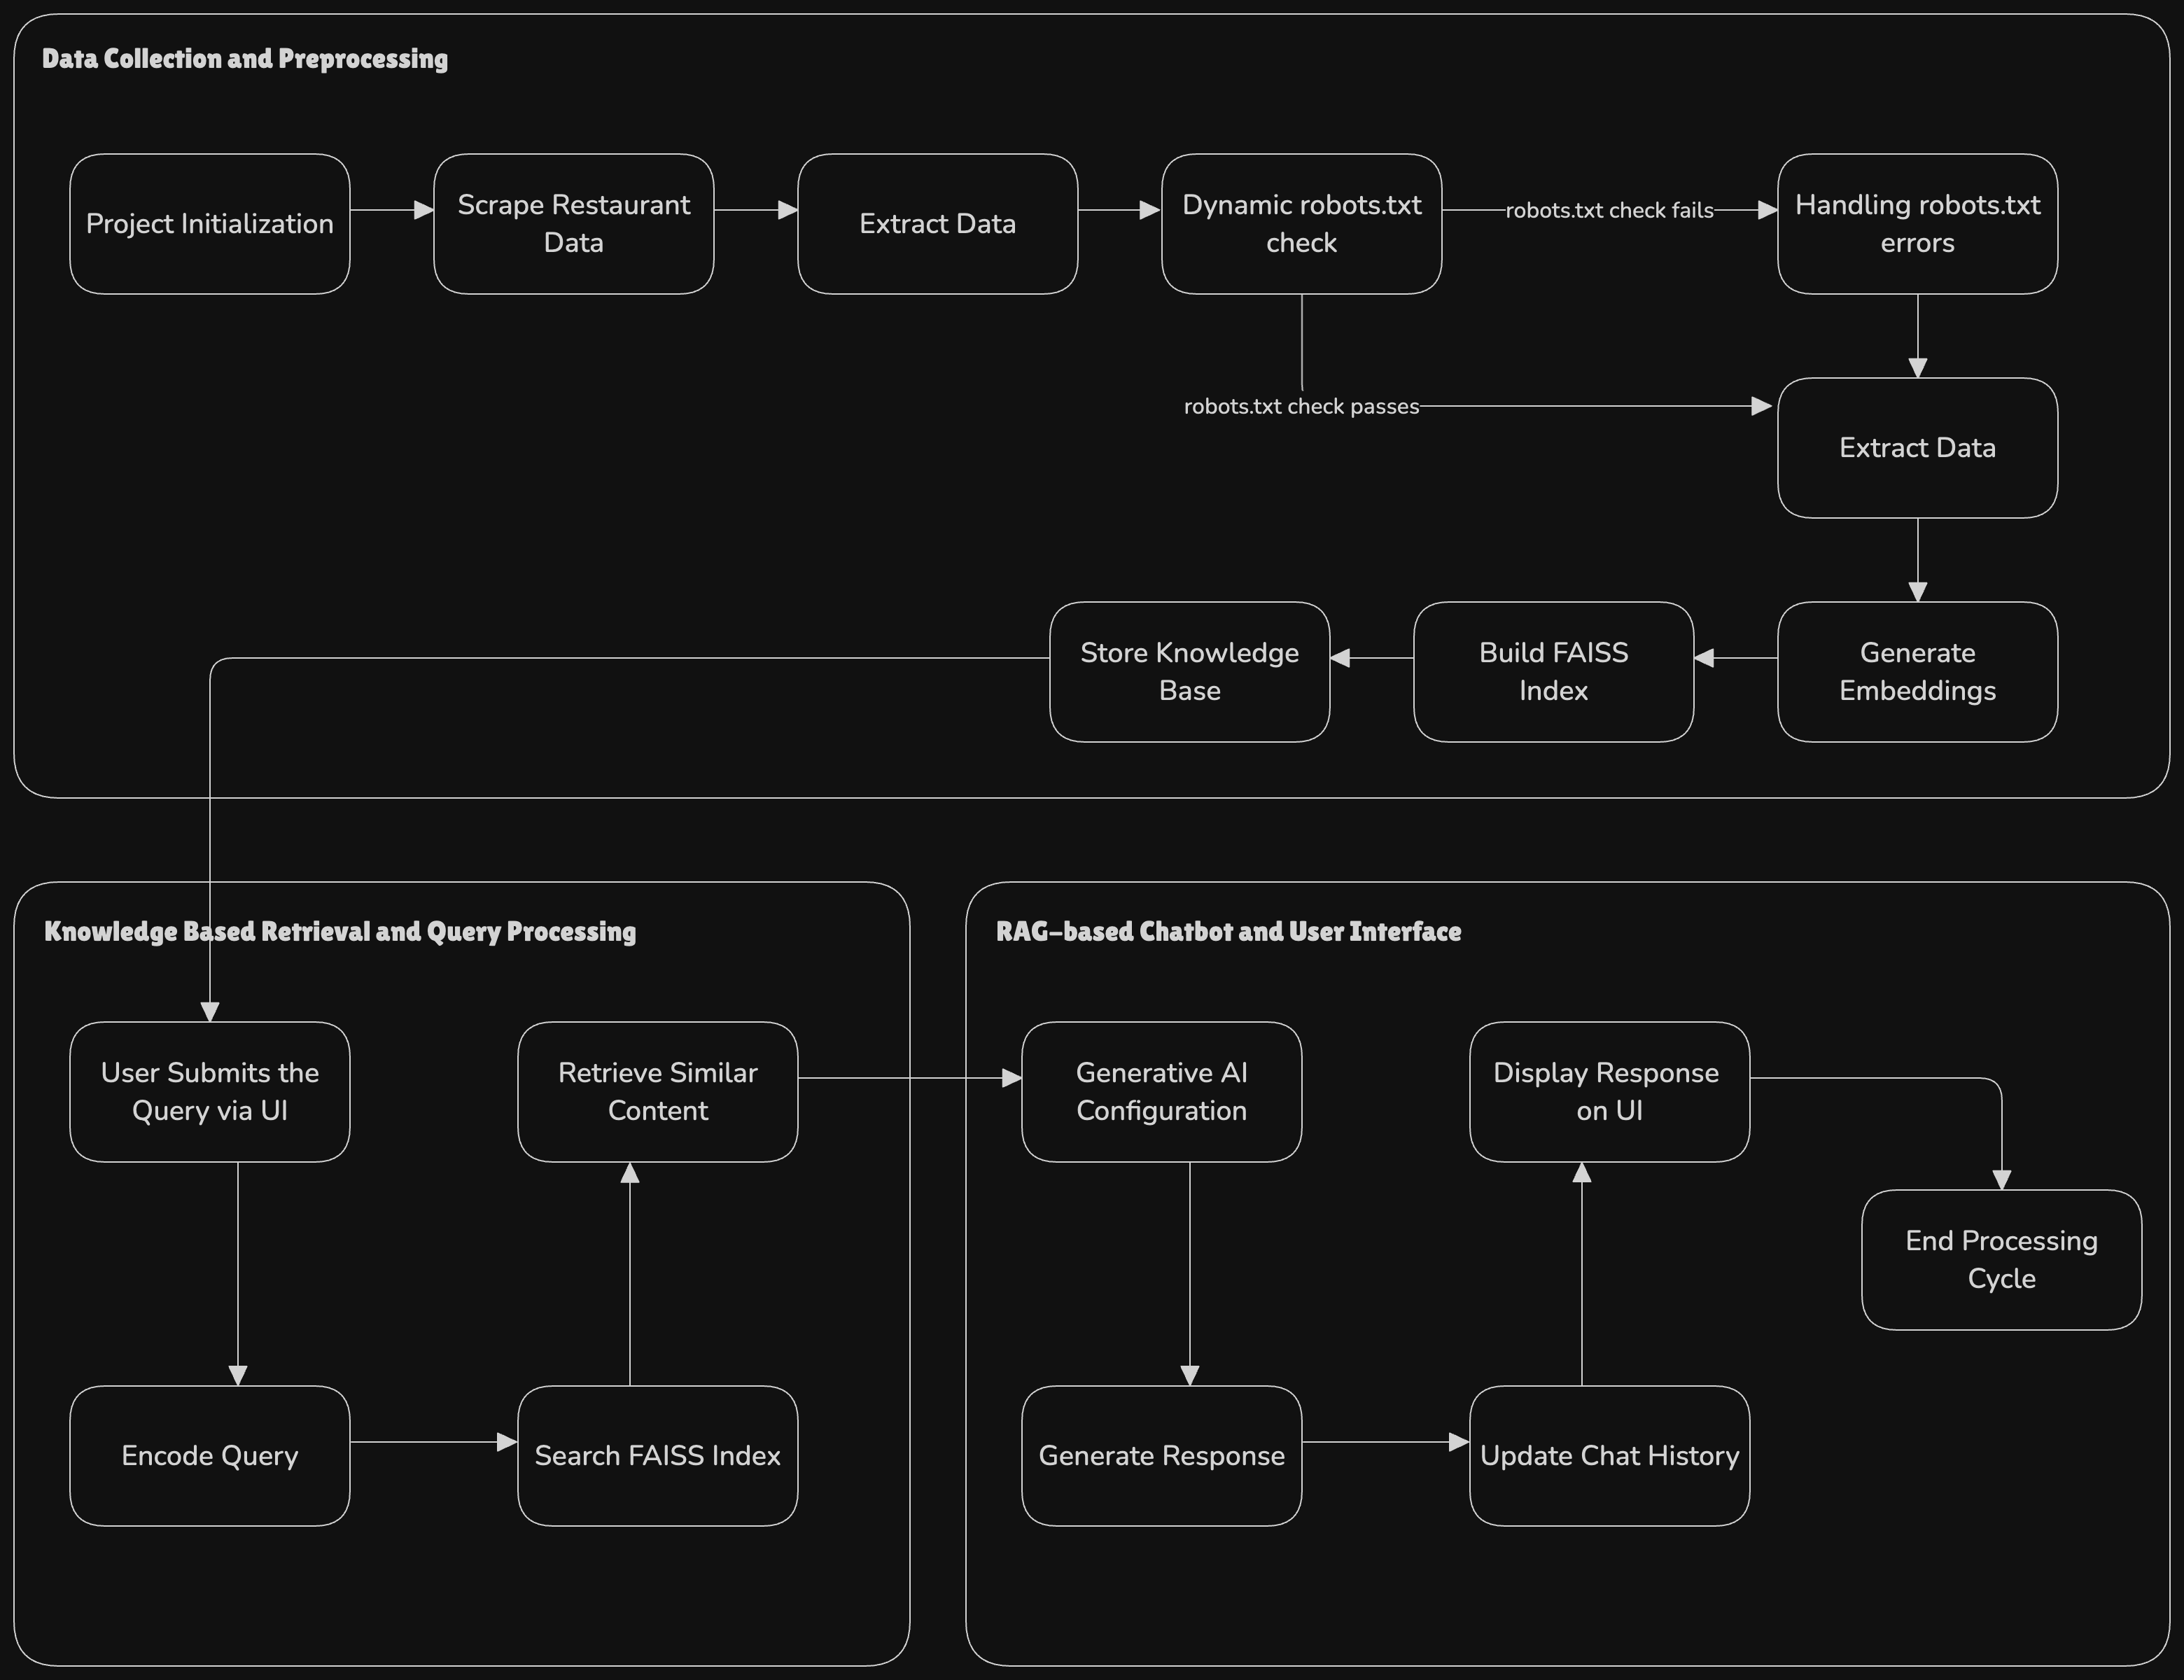 Data Collection and Preprocessing
Project Initialization
Scrape Restaurant
Data
Extract Data
Dynamic robots.txt
check
robots.txt check fails
Handling robots.txt
errors
robots.txt check passes
Extract Data
Store Knowledge
Base
Build FAISS
Index
Generate
Embeddings
Knowledge Based Retrieval and Query Processing
User Submits the
Query via UI
Retrieve Similar
Content
Encode Query
Search FAISS Index
RAG-based Chatbot and User Interface
Generative AI
Configuration
Display Response
on UI
End Processing
Cycle
Generate Response
Update Chat History